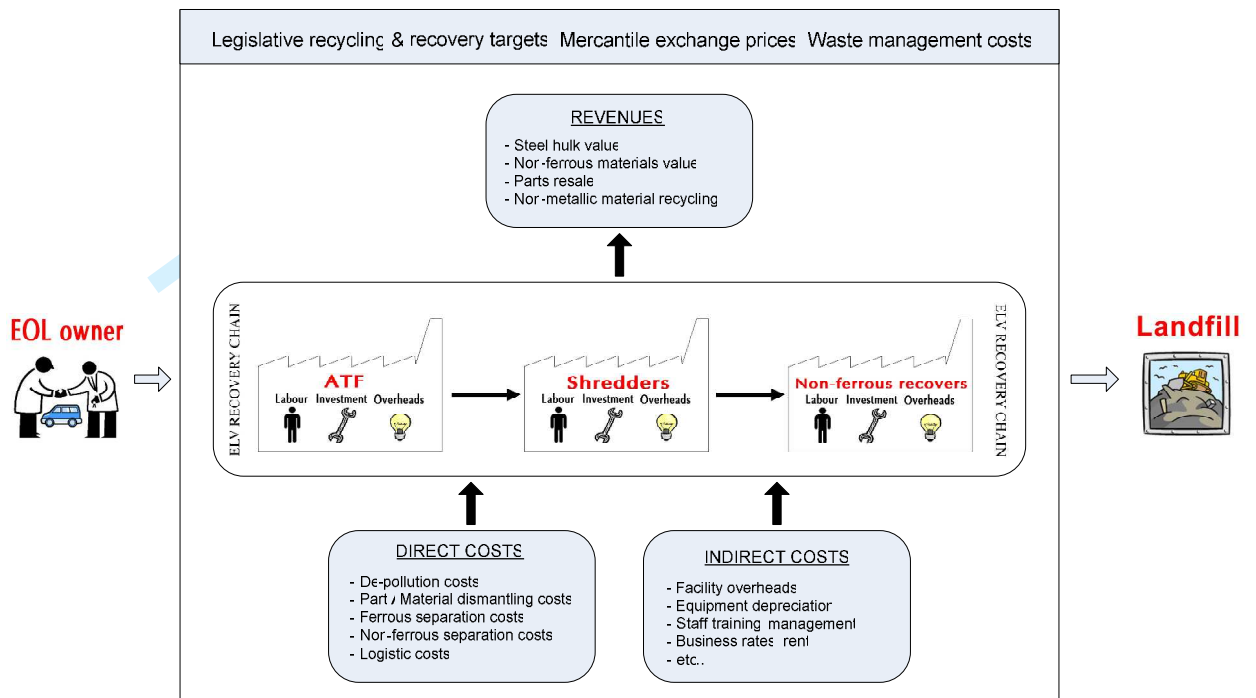 Legislative recycling & recovery targets Mercantile exchange prices Waste management costs
REVENUES
- Steel hulk value
- Non-ferrous materials value
- Parts resale
- Non-metallic material recycling
EOL owner
ELV RECOVERY CHAIN
ATF
Labour Investment Overheads
Shredders
Labour Investment Overheads
Non-ferrous recovers
Labour Investment Overheads
ELV RECOVERY CHAIN
Landfill
DIRECT COSTS
- De-pollution costs
- Part / Material dismantling costs
- Ferrous separation costs
- Non-ferrous separation costs
- Logistic costs
INDIRECT COSTS
- Facility overheads
- Equipment depreciation
- Staff training management
- Business rates rent
- etc..